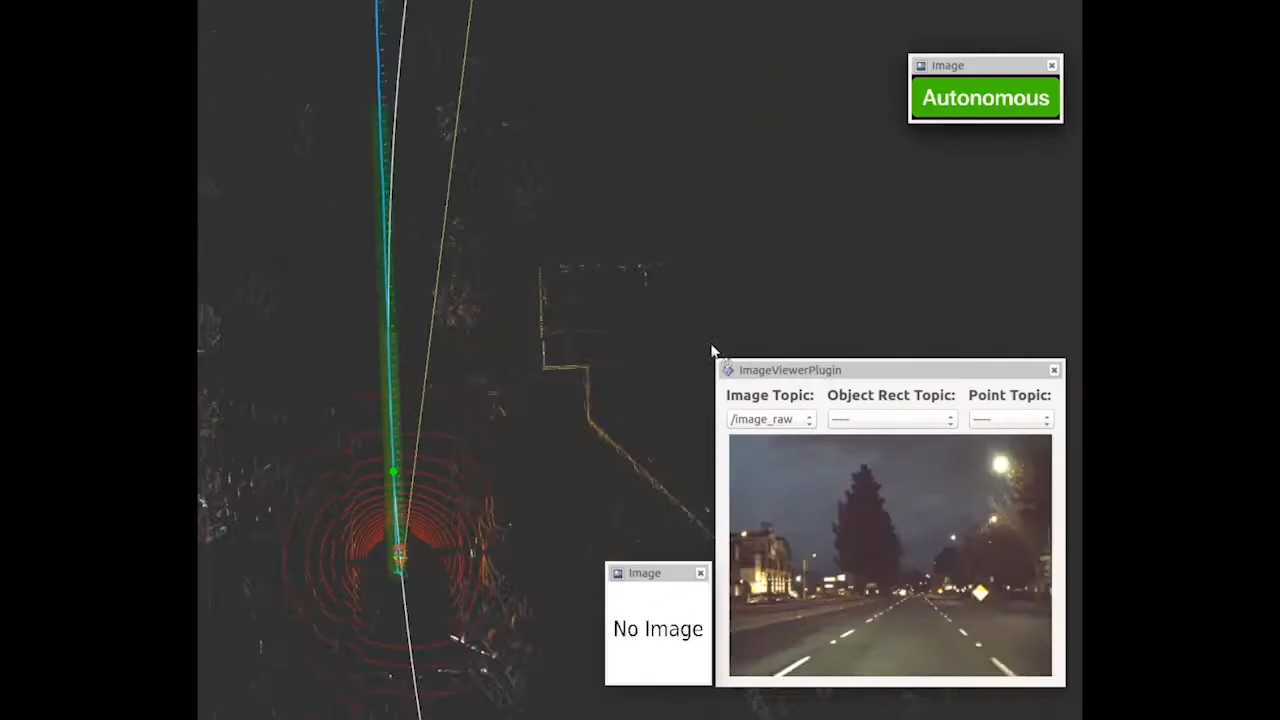 Image
Autonomous
ImageViewerPlugin
Image Topic: Object Rect Topic: Point Topic:
/image_raw ---- ----
Image
No Image